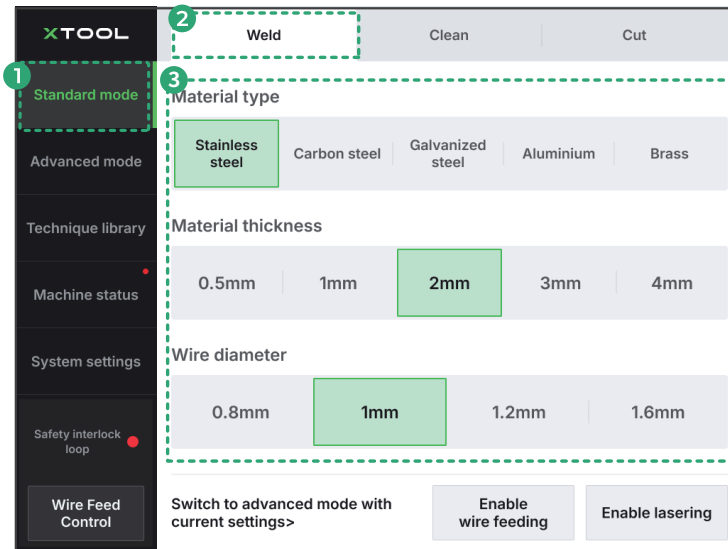 XTOOL
2
Weld
Clean
Cut
1
Standard mode
3
Material type
Stainless
steel
Carbon steel
Galvanized
steel
Aluminium
Brass
Advanced mode
Technique library
Material thickness
0.5mm
1mm
2mm
3mm
4mm
Machine status
System settings
Wire diameter
0.8mm
1mm
1.2mm
1.6mm
Safety interlock
loop
Wire Feed
Control
Switch to advanced mode with
current settings>
Enable
wire feeding
Enable lasering